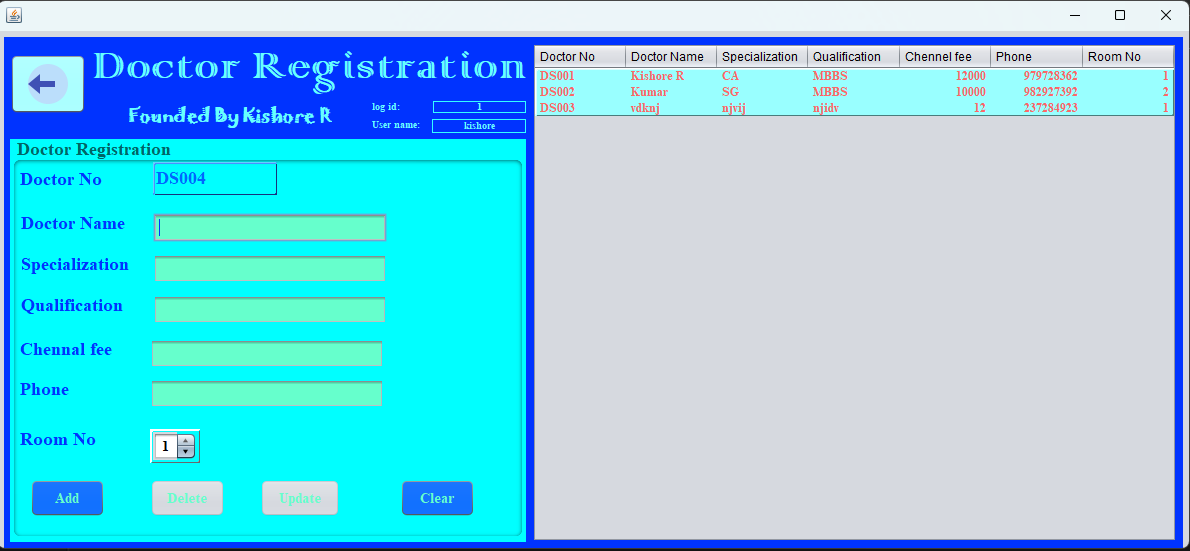 Doctor Registration
Founded By Kishore R
log id: 1
User name: kishore
Doctor Registration
Doctor No DS004
Doctor Name
Specialization
Qualification
Chennal fee
Phone
Room No 1
Add Delete Update Clear
Doctor No Doctor Name Specialization Qualification Chennel fee Phone Room No
DS001 Kishore R CA MBBS 12000 979728362 1
DS002 Kumar SG MBBS 10000 982927392 2
DS003 vdknj njvij njidv 12 237284923 1